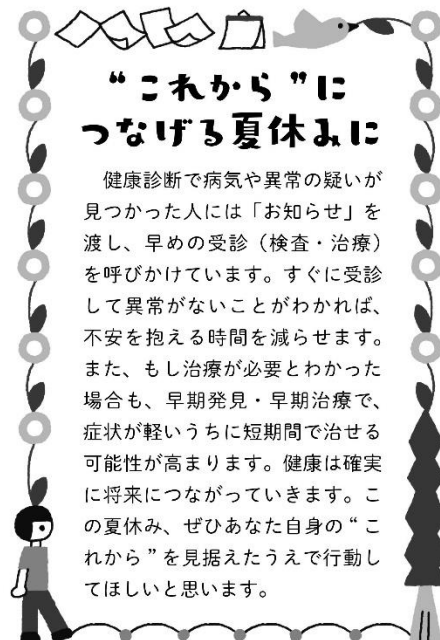 “これから”に
つなげる夏休みに
健康診断で病気や異常の疑いが
見つかった人には「お知らせ」を
渡し、早めの受診（検査・治療）
を呼びかけています。すぐに受診
して異常がないことがわかれば、
不安を抱える時間を減らせます。
また、もし治療が必要とわかった
場合も、早期発見・早期治療で、
症状が軽いうちに短期間で治せる
可能性が高まります。健康は確実
に将来につながっていきます。こ
の夏休み、ぜひあなた自身の“こ
れから”を見据えたうえで行動し
てほしいと思います。